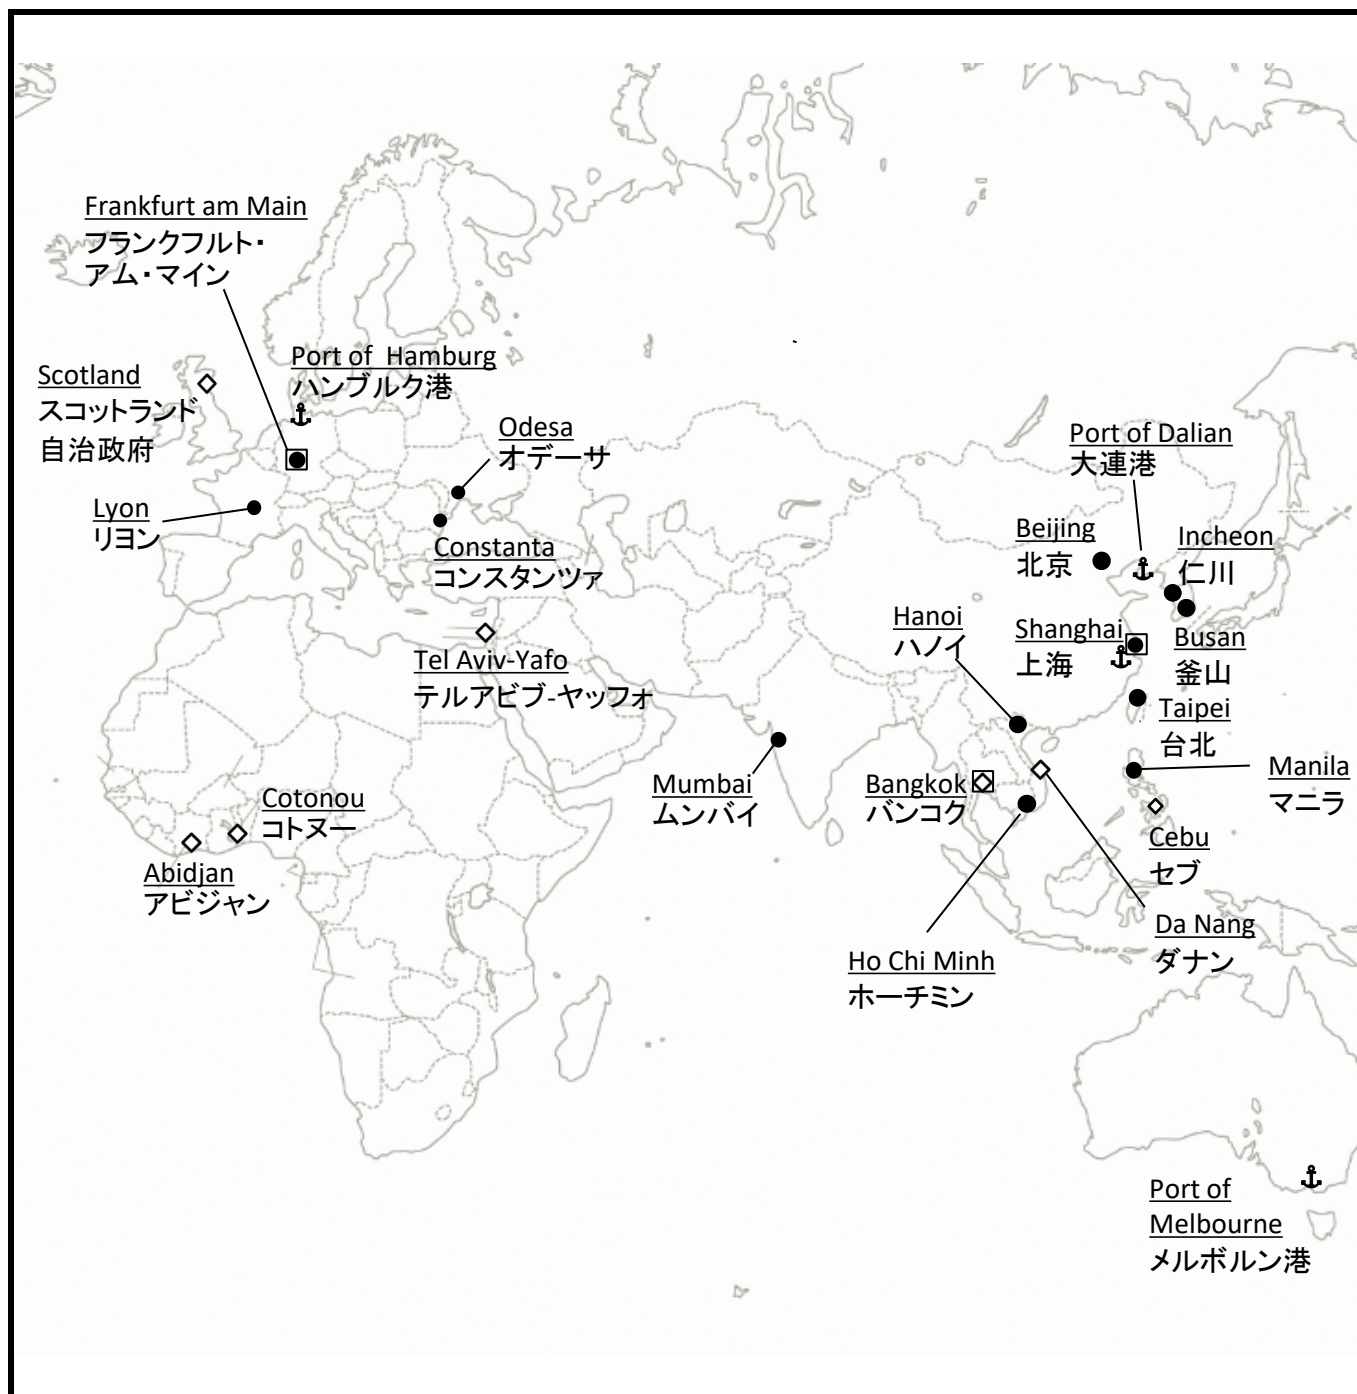 Frankfurt am Main
フランクフルト・
アム・マイン
Port of Hamburg
ハンブルク港
Scotland
スコットランド
自治政府
Odesa
オデーサ
Lyon
リヨン
Constanta
コンスタンツァ
Port of Dalian
大連港
Beijing
北京
Incheon
仁川
Hanoi
ハノイ
Shanghai
上海
Busan
釜山
Tel Aviv-Yafo
テルアビブ-ヤッフォ
Taipei
台北
Mumbai
ムンバイ
Bangkok
バンコク
Manila
マニラ
Cotonou
コトヌー
Cebu
セブ
Abidjan
アビジャン
Da Nang
ダナン
Ho Chi Minh
ホーチミン
Port of
Melbourne
メルボルン港